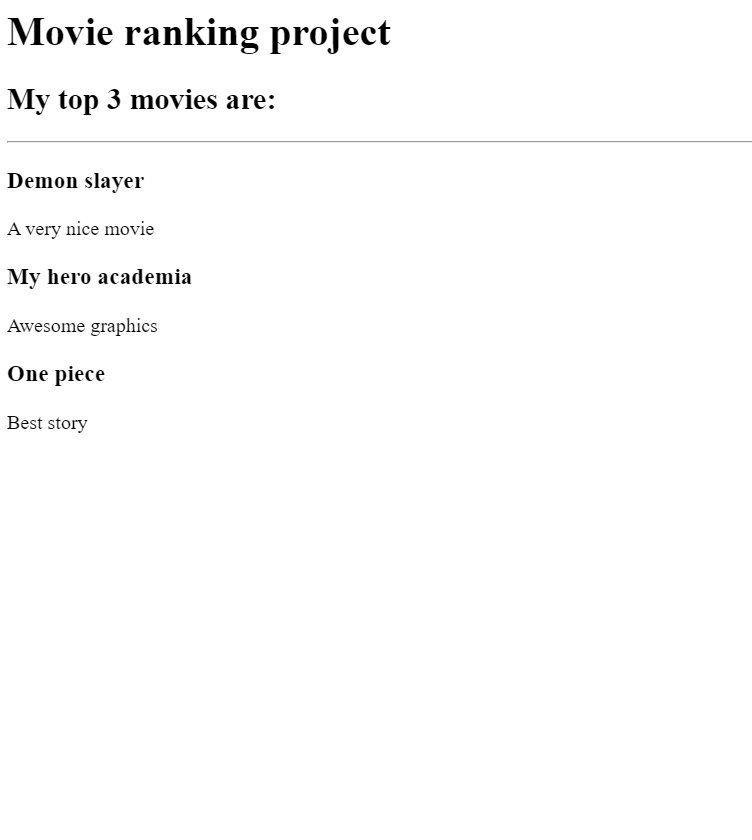 Movie ranking project
My top 3 movies are:
Demon slayer
A very nice movie
My hero academia
Awesome graphics
One piece
Best story